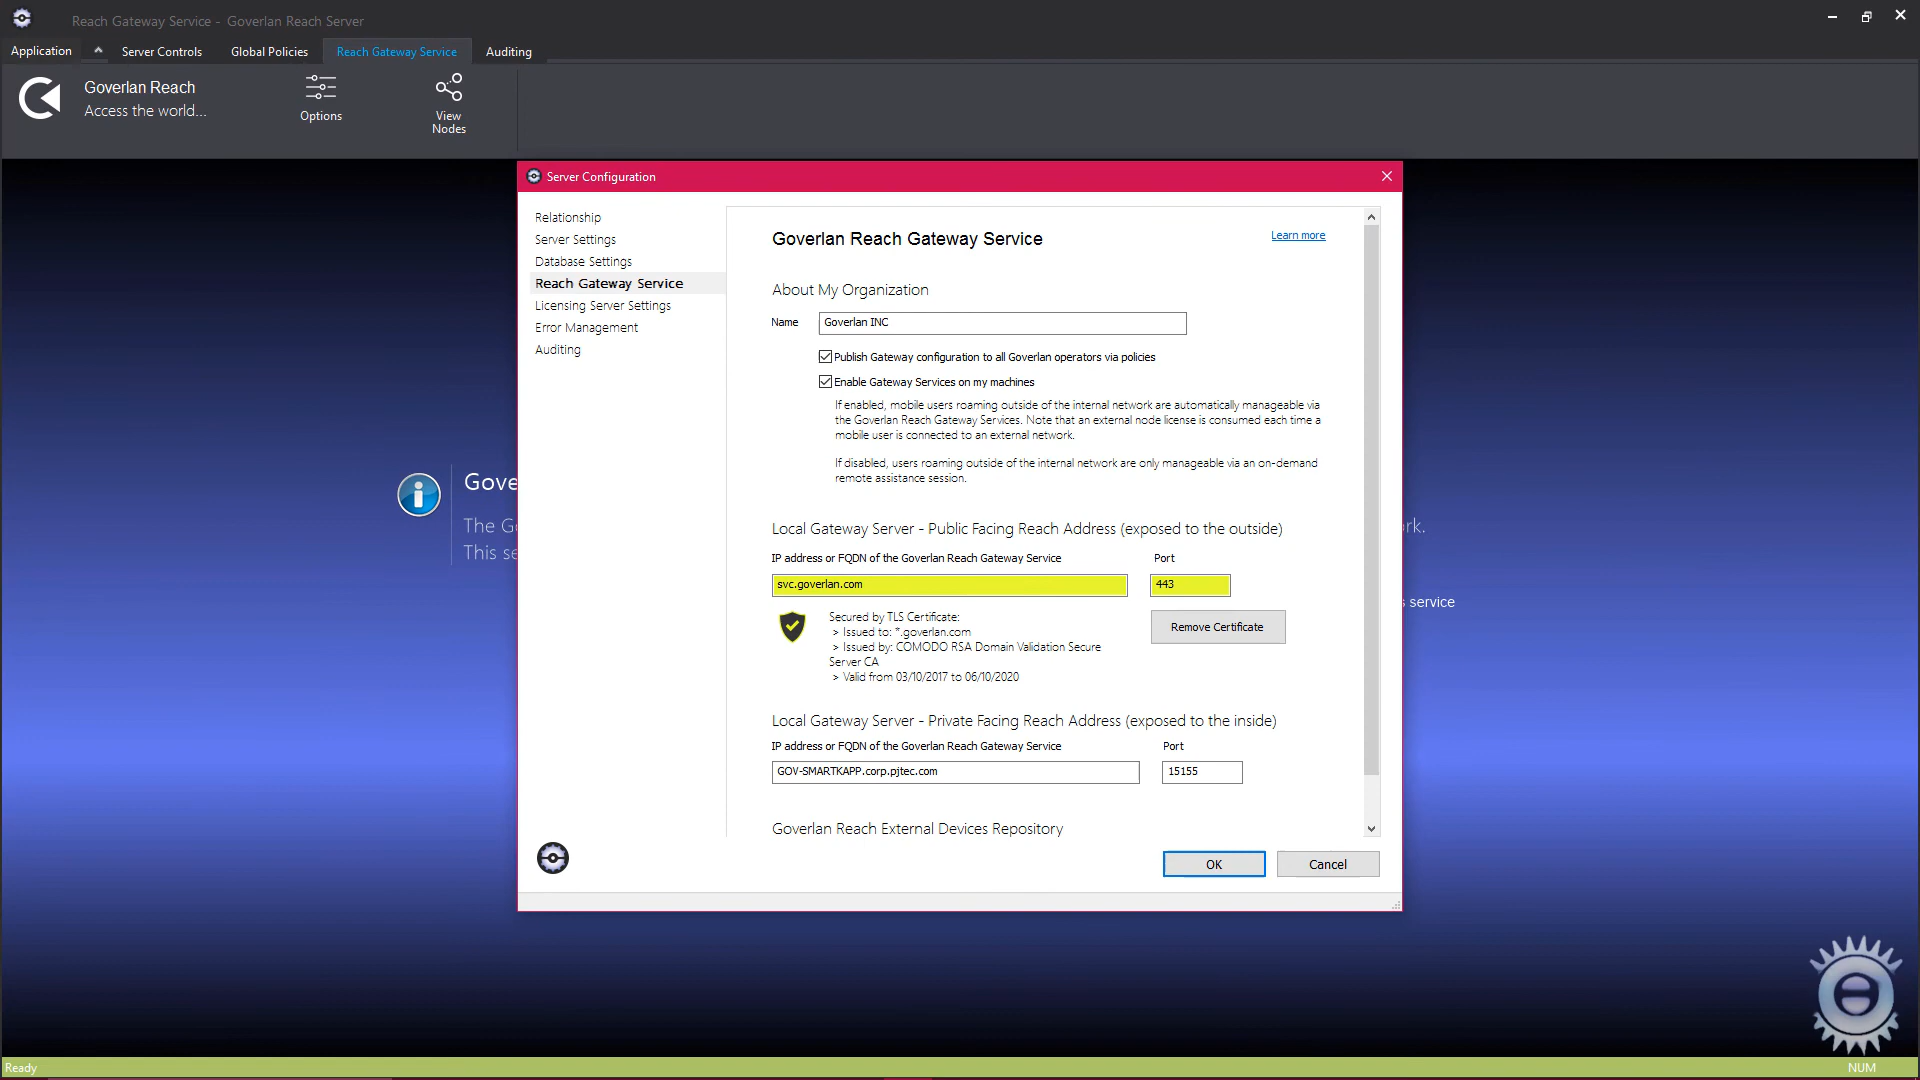 Reach Gateway Service - Goverlan Reach Server
Application
Server Controls
Global Policies
Reach Gateway Service
Auditing
Goverlan Reach
Access the world...
Options
View
Nodes
Server Configuration
Relationship
Server Settings
Database Settings
Reach Gateway Service
Licensing Server Settings
Error Management
Auditing
Goverlan Reach Gateway Service
Learn more
About My Organization
Name
Goverlan INC
Publish Gateway configuration to all Goverlan operators via policies
Enable Gateway Services on my machines
If enabled, mobile users roaming outside of the internal network are automatically manageable via
the Goverlan Reach Gateway Services. Note that an external node license is consumed each time a
mobile user is connected to an external network.
If disabled, users roaming outside of the internal network are only manageable via an on-demand
remote assistance session.
Gove
The G
This se
rk.
s service
Local Gateway Server - Public Facing Reach Address (exposed to the outside)
IP address or FQDN of the Goverlan Reach Gateway Service
Port
svc.goverlan.com
443
Secured by TLS Certificate:
> Issued to: *.goverlan.com
> Issued by: COMODO RSA Domain Validation Secure
Server CA
> Valid from 03/10/2017 to 06/10/2020
Remove Certificate
Local Gateway Server - Private Facing Reach Address (exposed to the inside)
IP address or FQDN of the Goverlan Reach Gateway Service
Port
GOV-SMARTKAPP.corp.pjtec.com
15155
Goverlan Reach External Devices Repository
OK
Cancel
Ready
NUM